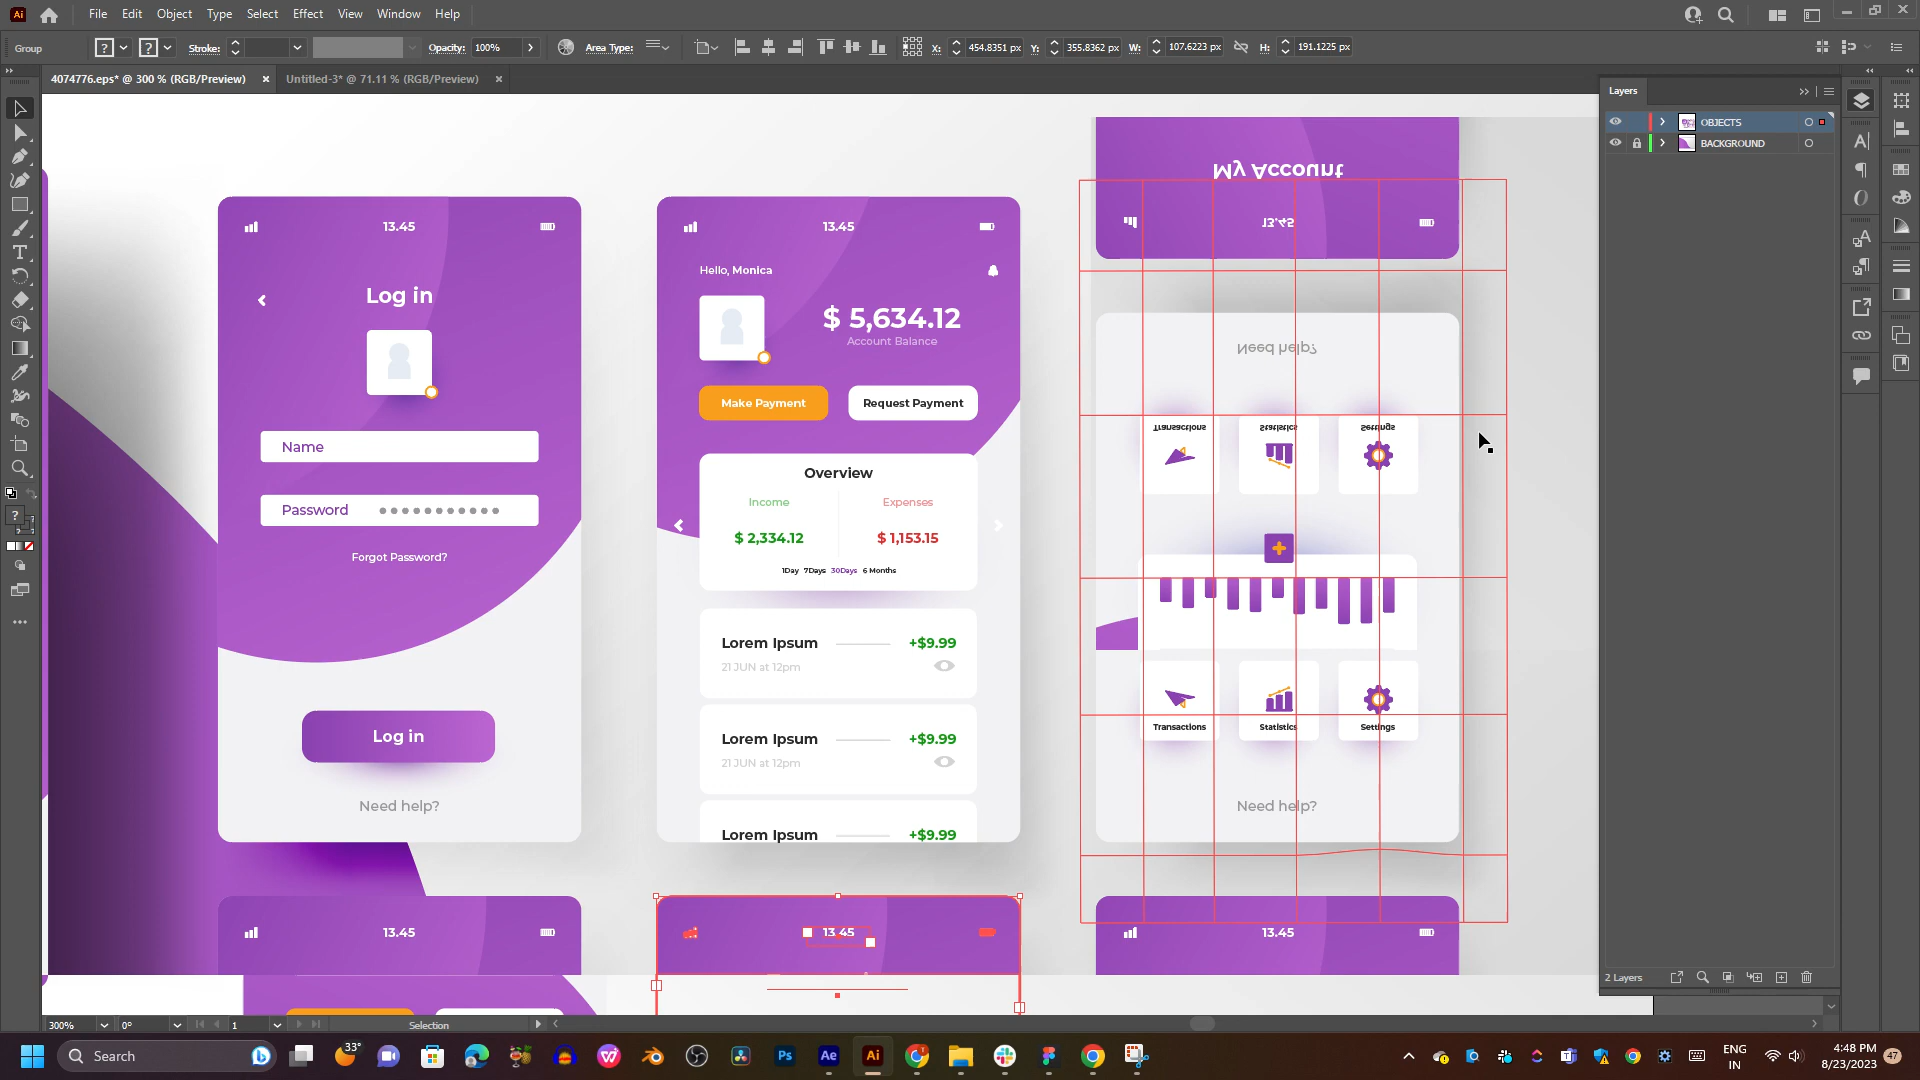 Ai File Edit Object Type Select Effect View Window Help
Group ? ? Stroke: Opacity: 100% Area Type: X: 454.8351 px Y: 355.8362 px W: 107.6223 px H: 191.1225 px
4074776.eps* @ 300 % (RGB/Preview) × Untitled-3* @ 71.11 % (RGB/Preview) ×
Layers
OBJECTS
BACKGROUND
My Account
13.45
13.45
13.45
Log in
Hello, Monica
$ 5,634.12
Account Balance
Make Payment
Request Payment
Name
Password
Forgot Password?
Log in
Need help?
Overview
Income
Expenses
$ 2,334.12
$ 1,153.15
1Day 7Days 30Days 6 Months
Lorem Ipsum
+$9.99
21 JUN at 12pm
Lorem Ipsum
+$9.99
21 JUN at 12pm
Lorem Ipsum
+$9.99
Need help?
Transactions
Statistics
Settings
Transactions
Statistics
Settings
Need help?
13.45
13.45
13.45
2 Layers
300% 0° 1 Selection
Search
33°
Ps
Ae
Ai
ENG
IN
4:48 PM
8/23/2023
47